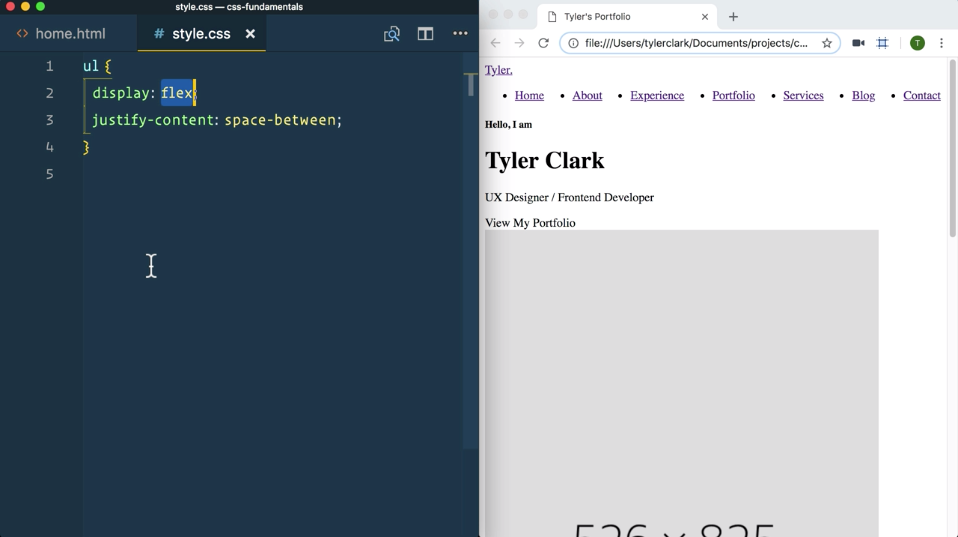 style.css — css-fundamentals
<> home.html
# style.css ×
1 ul {
2 display: flex;
3 justify-content: space-between;
4 }
5
Tyler's Portfolio
file:///Users/tylerclark/Documents/projects/c...
T
Tyler.
• Home • About • Experience • Portfolio • Services • Blog • Contact
Hello, I am
Tyler Clark
UX Designer / Frontend Developer
View My Portfolio